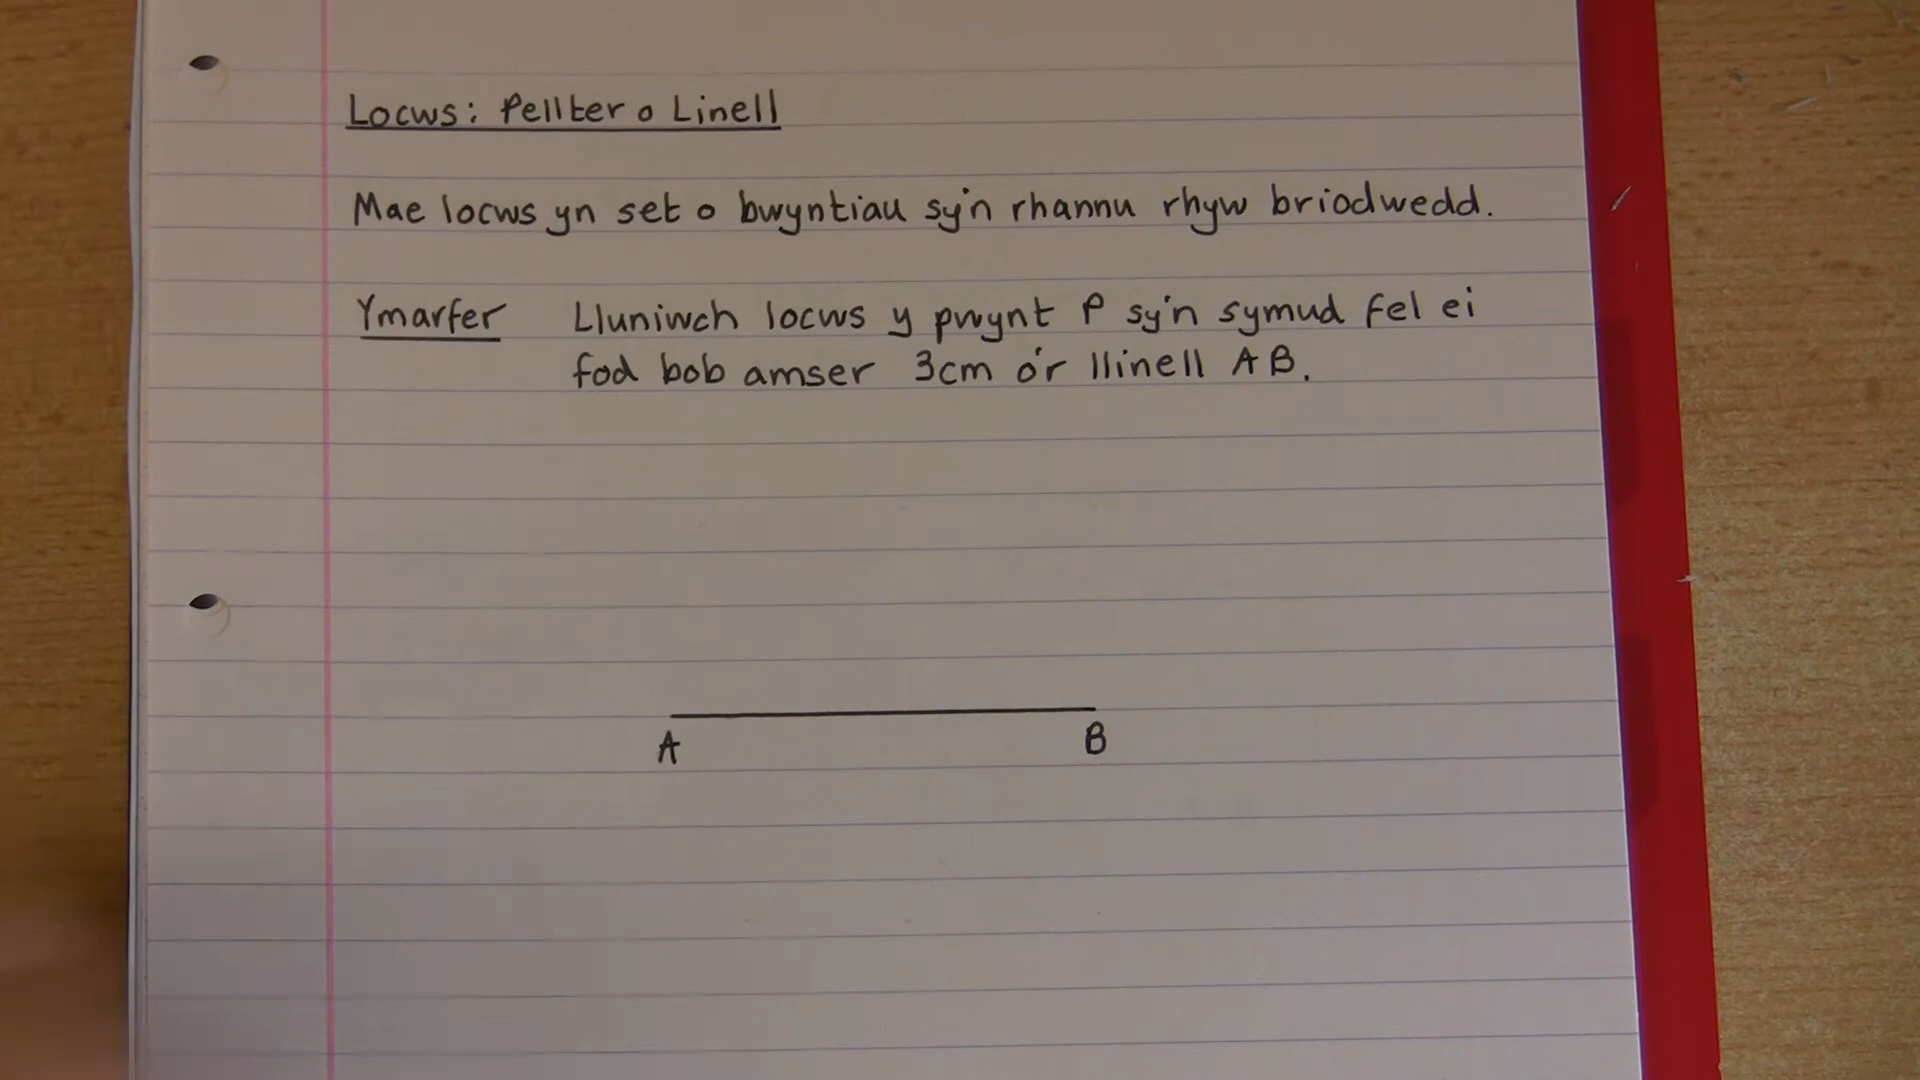 Locws: Pellter o Linell
Mae locws yn set o bwyntiau sy'n rhannu rhyw briodwedd.
Ymarfer Lluniwch locws y pwynt P sy'n symud fel ei
fod bob amser 3cm o'r llinell AB.
A B